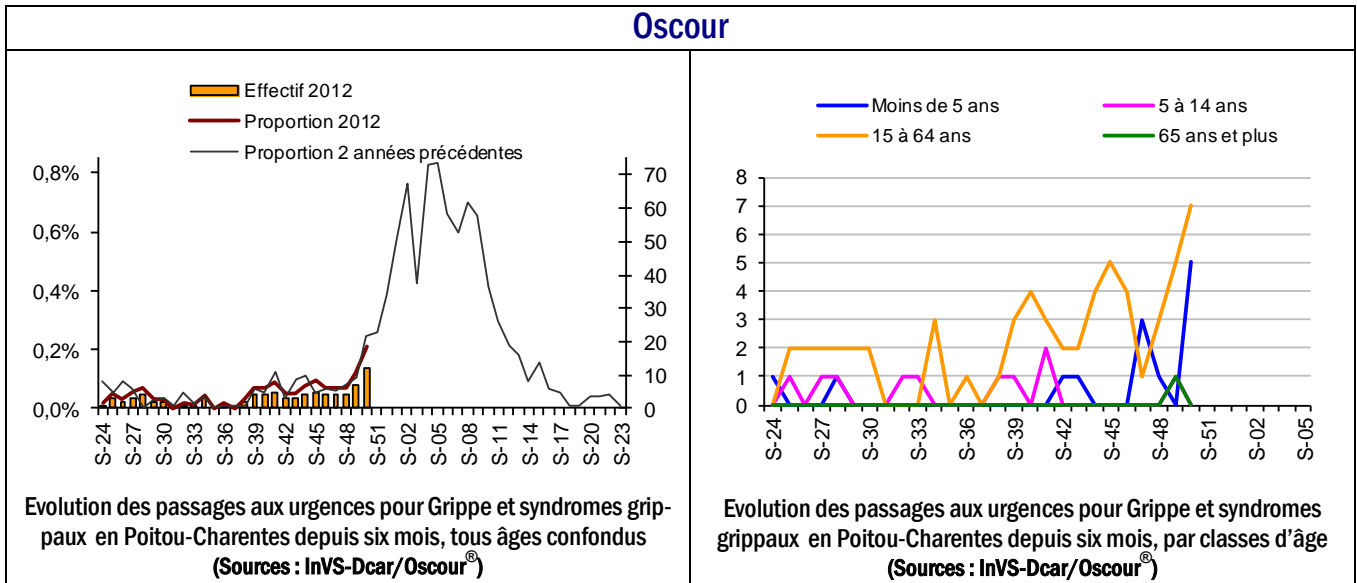 Oscour
Effectif 2012
Proportion 2012
Proportion 2 années précédentes
0,8%
0,6%
0,4%
0,2%
0,0%
70
60
50
40
30
20
10
0
S-24
S-27
S-30
S-33
S-36
S-39
S-42
S-45
S-48
S-51
S-02
S-05
S-08
S-11
S-14
S-17
S-20
S-23
Evolution des passages aux urgences pour Grippe et syndromes grip-
paux en Poitou-Charentes depuis six mois, tous âges confondus
(Sources : InVS-Dcar/Oscour®)
Moins de 5 ans
5 à 14 ans
15 à 64 ans
65 ans et plus
8
7
6
5
4
3
2
1
0
S-24
S-27
S-30
S-33
S-36
S-39
S-42
S-45
S-48
S-51
S-02
S-05
Evolution des passages aux urgences pour Grippe et syndromes
grippaux en Poitou-Charentes depuis six mois, par classes d’âge
(Sources : InVS-Dcar/Oscour®)